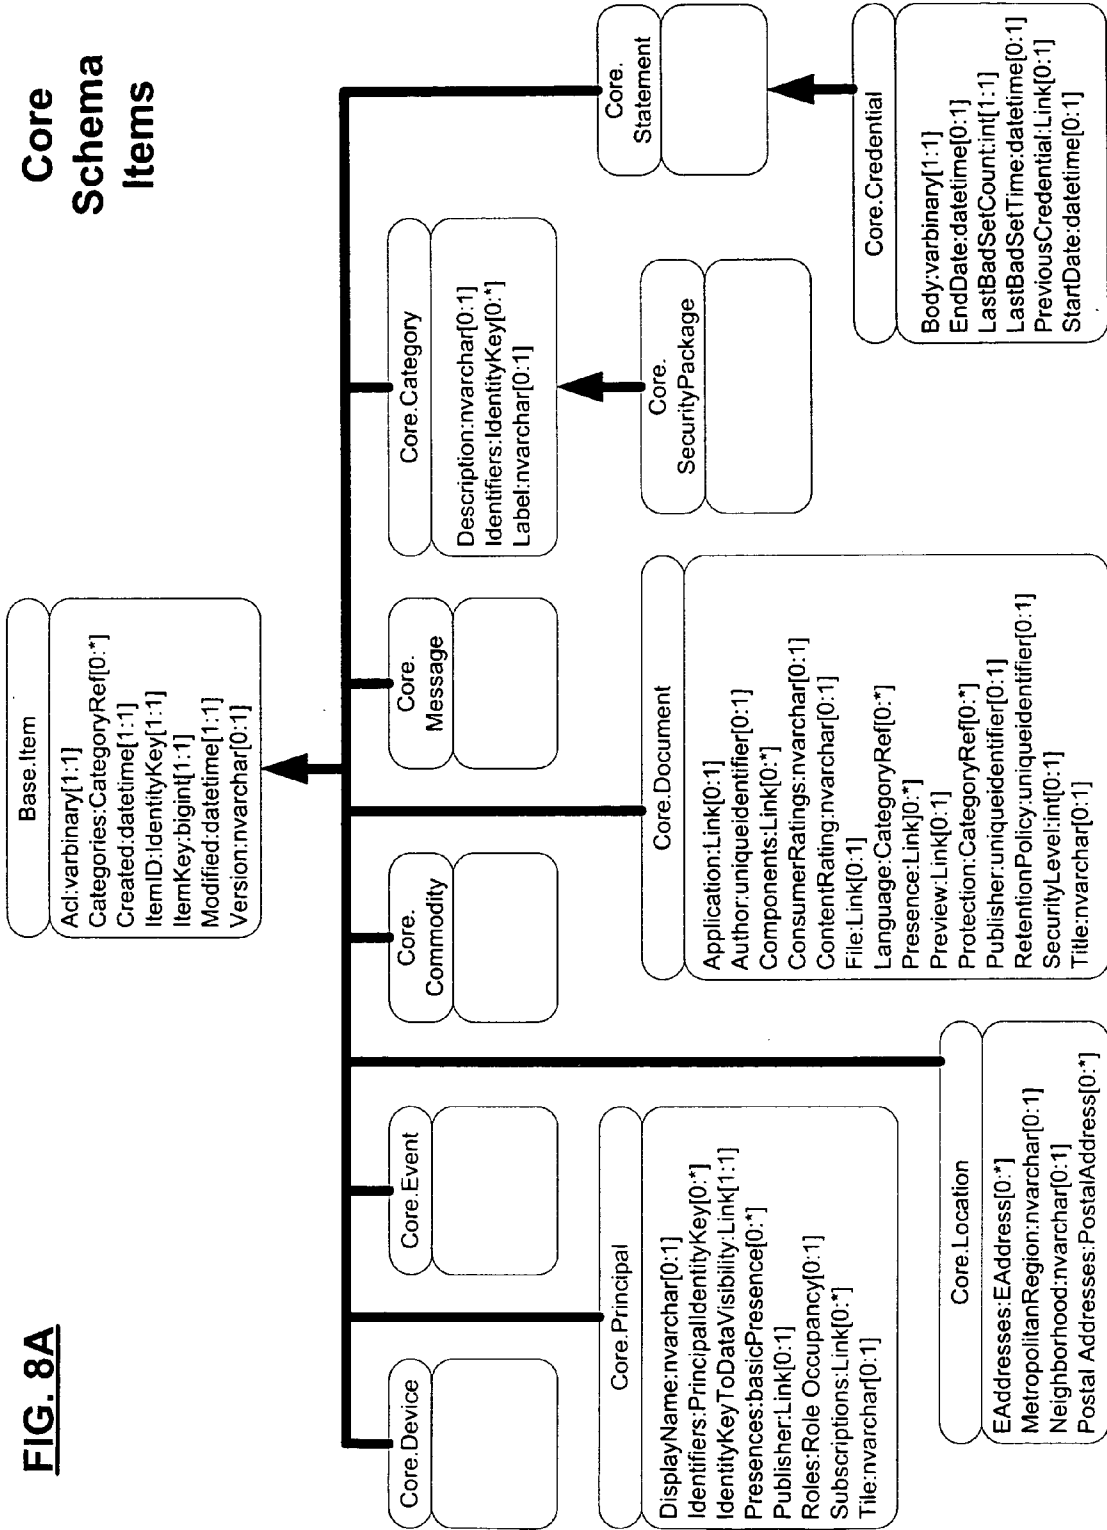 FIG. 8A
Core
Schema
Items
Base.Item
Acl:varbinary[1:1]
Categories:CategoryRef[0:*]
Created:datetime[1:1]
ItemID:IdentityKey[1:1]
ItemKey:bigint[1:1]
Modified:datetime[1:1]
Version:nvarchar[0:1]
Core.Device
Core.Event
Core.
Commodity
Core.
Message
Core.Category
Description:nvarchar[0:1]
Identifiers:IdentityKey[0:*]
Label:nvarchar[0:1]
Core.
Statement
Core.Principal
DisplayName:nvarchar[0:1]
Identifiers:PrincipalIdentityKey[0:*]
IdentityKeyToDataVisibility:Link[1:1]
Presences:basicPresence[0:*]
Publisher:Link[0:1]
Roles:Role Occupancy[0:1]
Subscriptions:Link[0:*]
Tile:nvarchar[0:1]
Core.Document
Application:Link[0:1]
Author:uniqueidentifier[0:1]
Components:Link[0:*]
ConsumerRatings:nvarchar[0:1]
ContentRating:nvarchar[0:1]
File:Link[0:1]
Language:CategoryRef[0:*]
Presence:Link[0:*]
Preview:Link[0:1]
Protection:CategoryRef[0:*]
Publisher:uniqueidentifier[0:1]
RetentionPolicy:uniqueidentifier[0:1]
SecurityLevel:int[0:1]
Title:nvarchar[0:1]
Core.
SecurityPackage
Core.Credential
Body:varbinary[1:1]
EndDate:datetime[0:1]
LastBadSetCount:int[1:1]
LastBadSetTime:datetime[0:1]
PreviousCredential:Link[0:1]
StartDate:datetime[0:1]
Core.Location
EAddresses:EAddress[0:*]
MetropolitanRegion:nvarchar[0:1]
Neighborhood:nvarchar[0:1]
Postal Addresses:PostalAddress[0:*]